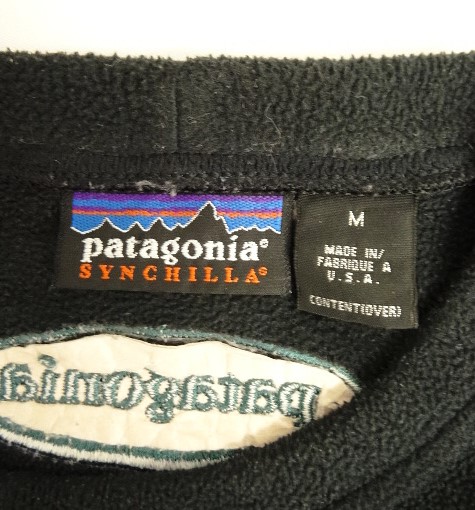 patagonia®
SYNCHILLA®
M
MADE IN/
FABRIQUE A
U.S.A.
CONTENT(OVER)
patagonia